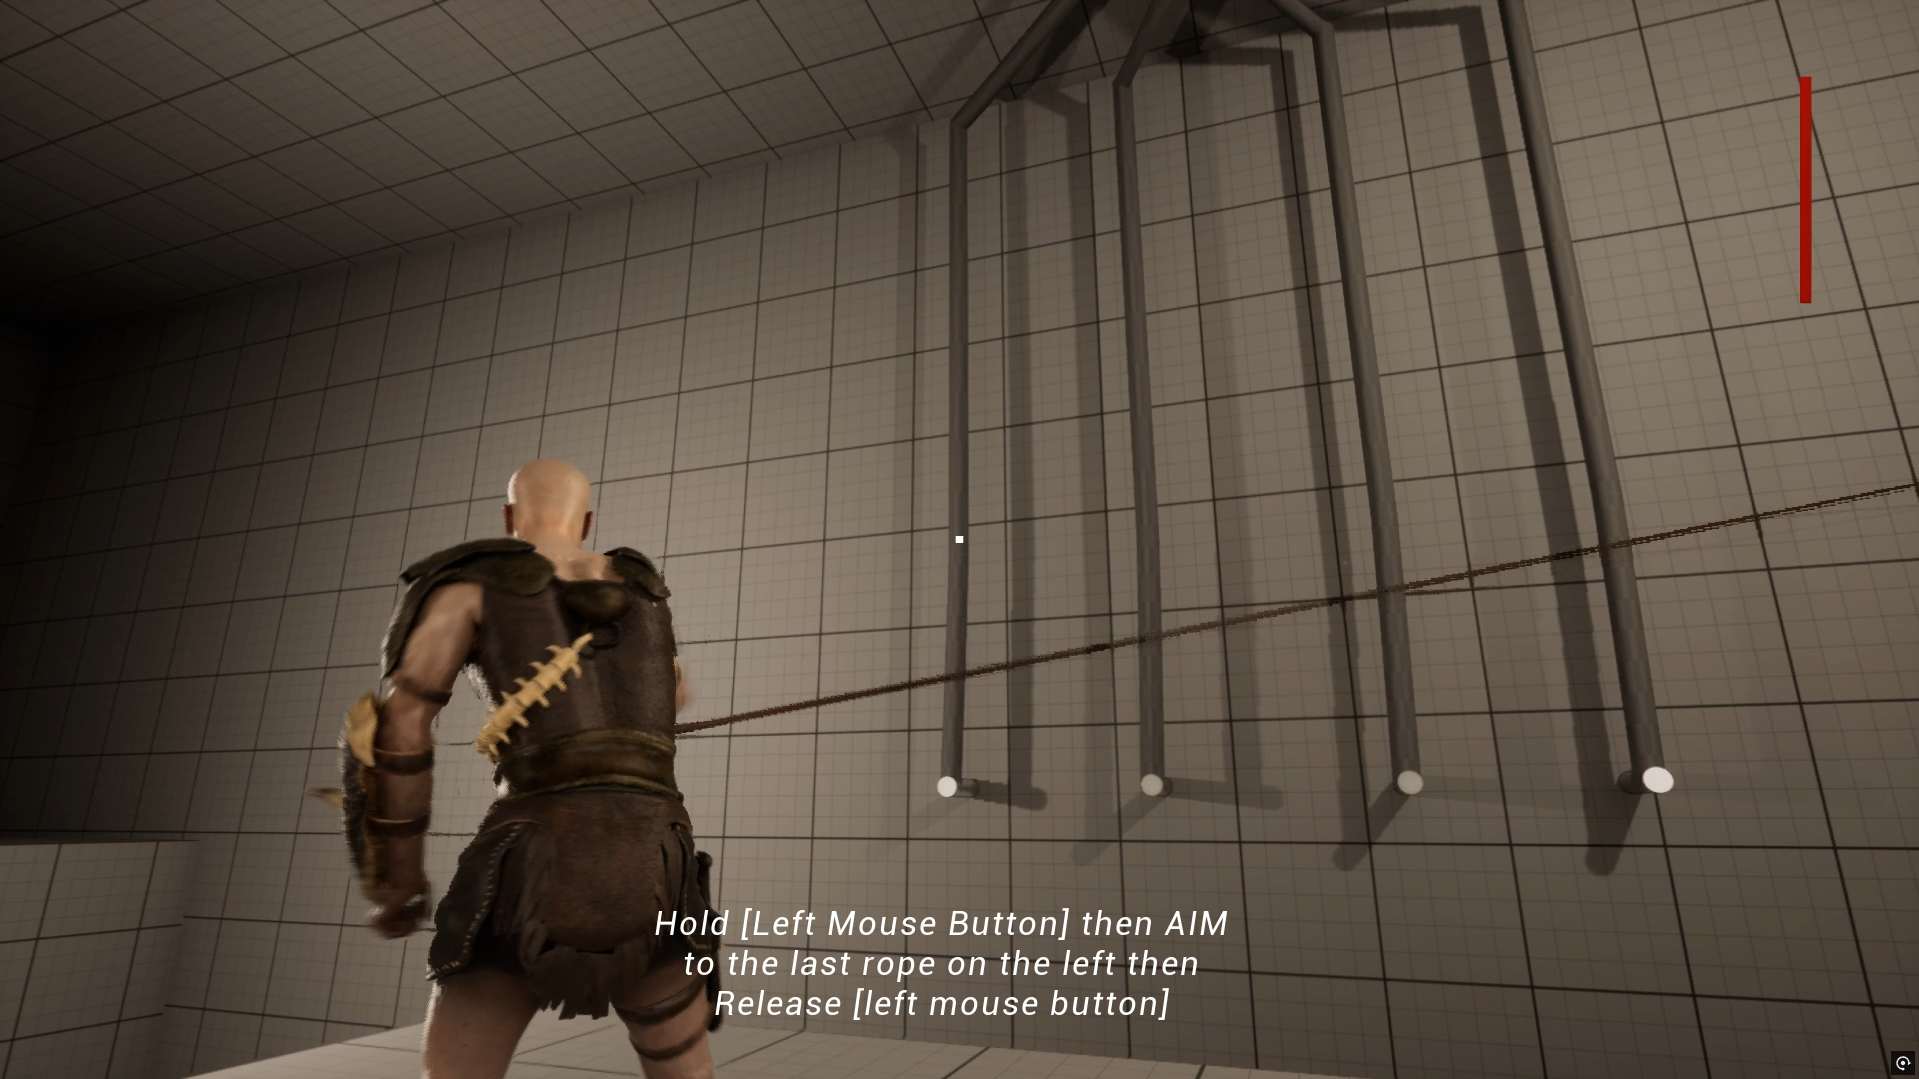 Hold [Left Mouse Button] then AIM
to the last rope on the left then
Release [left mouse button]